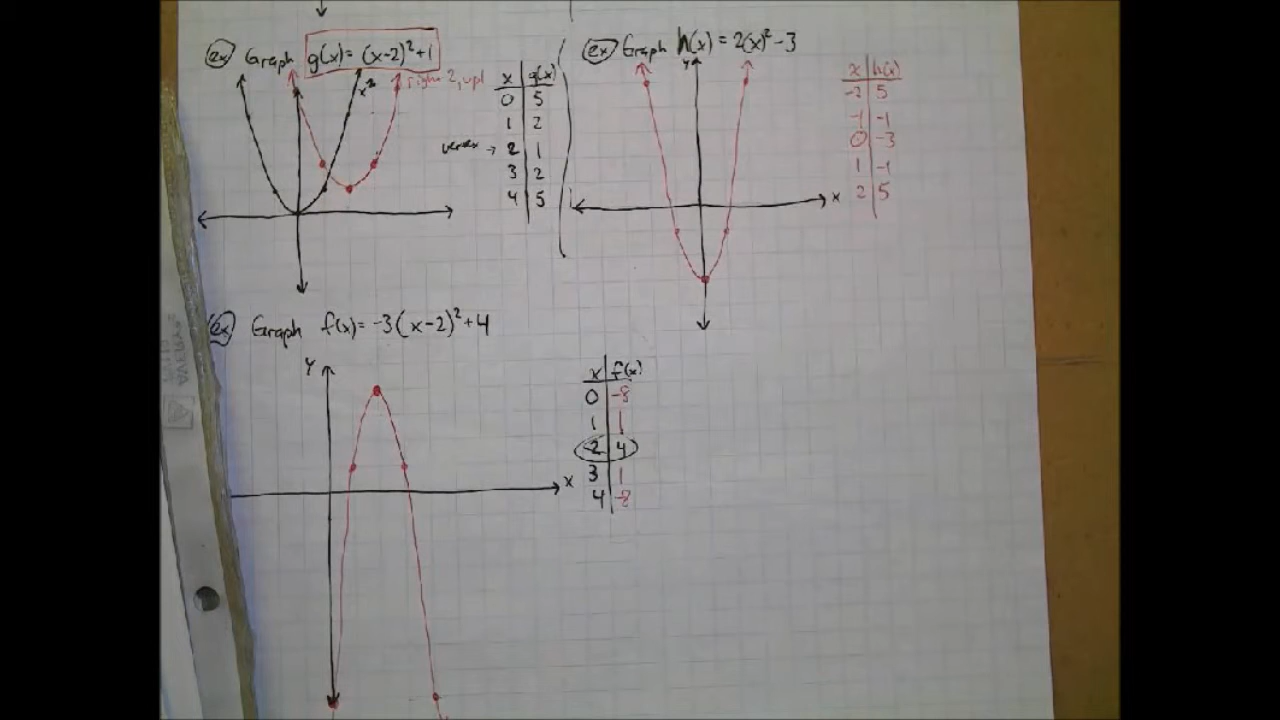 ex Graph g(x) = (x-2)² + 1
right 2, up 1
x²
x g(x)
0 5
1 2
vertex → 2 1
3 2
4 5
ex Graph h(x) = 2(x)² - 3
y
x
x h(x)
-2 5
-1 -1
0 -3
1 -1
2 5
ex Graph f(x) = -3(x-2)² + 4
y
x
x f(x)
0 -8
1 1
2 4
3 1
4 -8